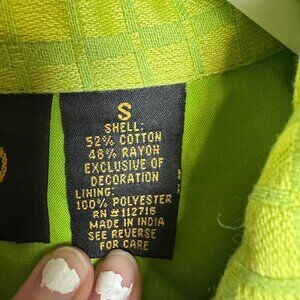 S
SHELL:
52% COTTON
48% RAYON
EXCLUSIVE OF
DECORATION
LINING:
100% POLYESTER
RN #112716
MADE IN INDIA
SEE REVERSE
FOR CARE